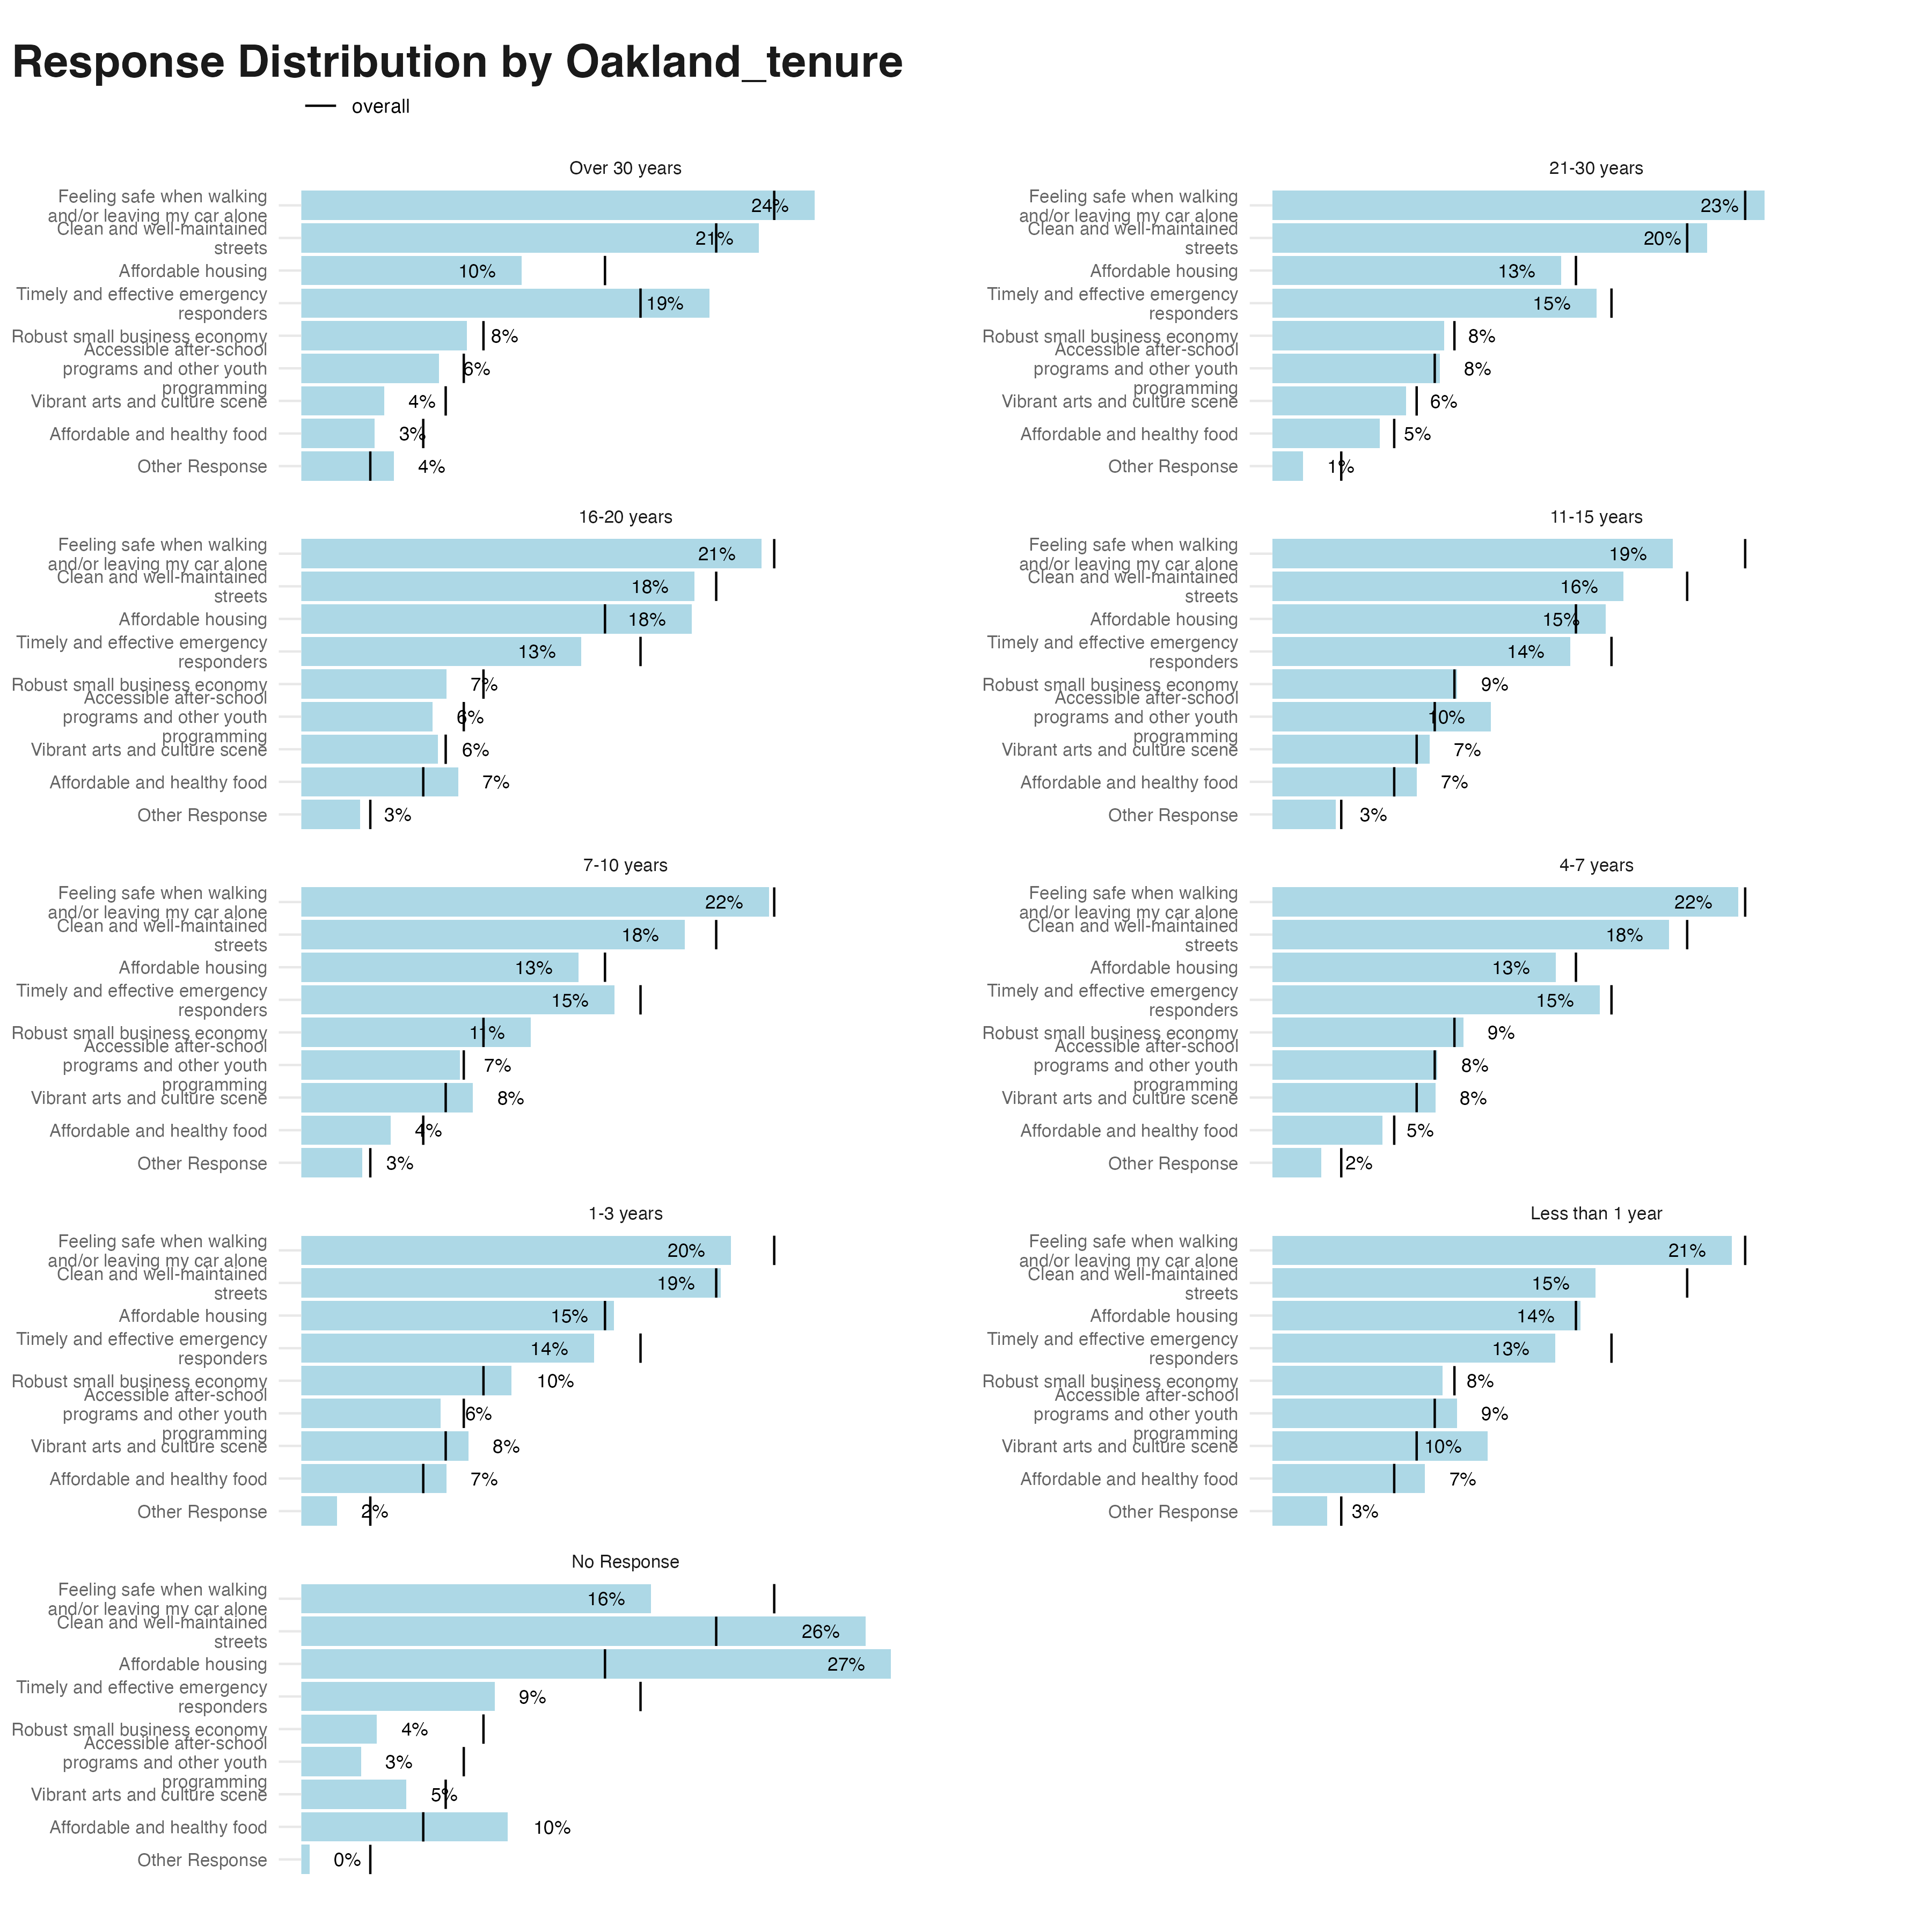 Response Distribution by Oakland_tenure
overall
Over 30 years
Feeling safe when walking
and/or leaving my car alone
24%
Clean and well-maintained
streets
21%
Affordable housing
10%
Timely and effective emergency
responders
19%
Robust small business economy
8%
Accessible after-school
programs and other youth
programming
6%
Vibrant arts and culture scene
4%
Affordable and healthy food
3%
Other Response
4%
21-30 years
Feeling safe when walking
and/or leaving my car alone
23%
Clean and well-maintained
streets
20%
Affordable housing
13%
Timely and effective emergency
responders
15%
Robust small business economy
8%
Accessible after-school
programs and other youth
programming
8%
Vibrant arts and culture scene
6%
Affordable and healthy food
5%
Other Response
1%
16-20 years
Feeling safe when walking
and/or leaving my car alone
21%
Clean and well-maintained
streets
18%
Affordable housing
18%
Timely and effective emergency
responders
13%
Robust small business economy
7%
Accessible after-school
programs and other youth
programming
6%
Vibrant arts and culture scene
6%
Affordable and healthy food
7%
Other Response
3%
11-15 years
Feeling safe when walking
and/or leaving my car alone
19%
Clean and well-maintained
streets
16%
Affordable housing
15%
Timely and effective emergency
responders
14%
Robust small business economy
9%
Accessible after-school
programs and other youth
programming
10%
Vibrant arts and culture scene
7%
Affordable and healthy food
7%
Other Response
3%
7-10 years
Feeling safe when walking
and/or leaving my car alone
22%
Clean and well-maintained
streets
18%
Affordable housing
13%
Timely and effective emergency
responders
15%
Robust small business economy
11%
Accessible after-school
programs and other youth
programming
7%
Vibrant arts and culture scene
8%
Affordable and healthy food
4%
Other Response
3%
4-7 years
Feeling safe when walking
and/or leaving my car alone
22%
Clean and well-maintained
streets
18%
Affordable housing
13%
Timely and effective emergency
responders
15%
Robust small business economy
9%
Accessible after-school
programs and other youth
programming
8%
Vibrant arts and culture scene
8%
Affordable and healthy food
5%
Other Response
2%
1-3 years
Feeling safe when walking
and/or leaving my car alone
20%
Clean and well-maintained
streets
19%
Affordable housing
15%
Timely and effective emergency
responders
14%
Robust small business economy
10%
Accessible after-school
programs and other youth
programming
6%
Vibrant arts and culture scene
8%
Affordable and healthy food
7%
Other Response
2%
Less than 1 year
Feeling safe when walking
and/or leaving my car alone
21%
Clean and well-maintained
streets
15%
Affordable housing
14%
Timely and effective emergency
responders
13%
Robust small business economy
8%
Accessible after-school
programs and other youth
programming
9%
Vibrant arts and culture scene
10%
Affordable and healthy food
7%
Other Response
3%
No Response
Feeling safe when walking
and/or leaving my car alone
16%
Clean and well-maintained
streets
26%
Affordable housing
27%
Timely and effective emergency
responders
9%
Robust small business economy
4%
Accessible after-school
programs and other youth
programming
3%
Vibrant arts and culture scene
5%
Affordable and healthy food
10%
Other Response
0%